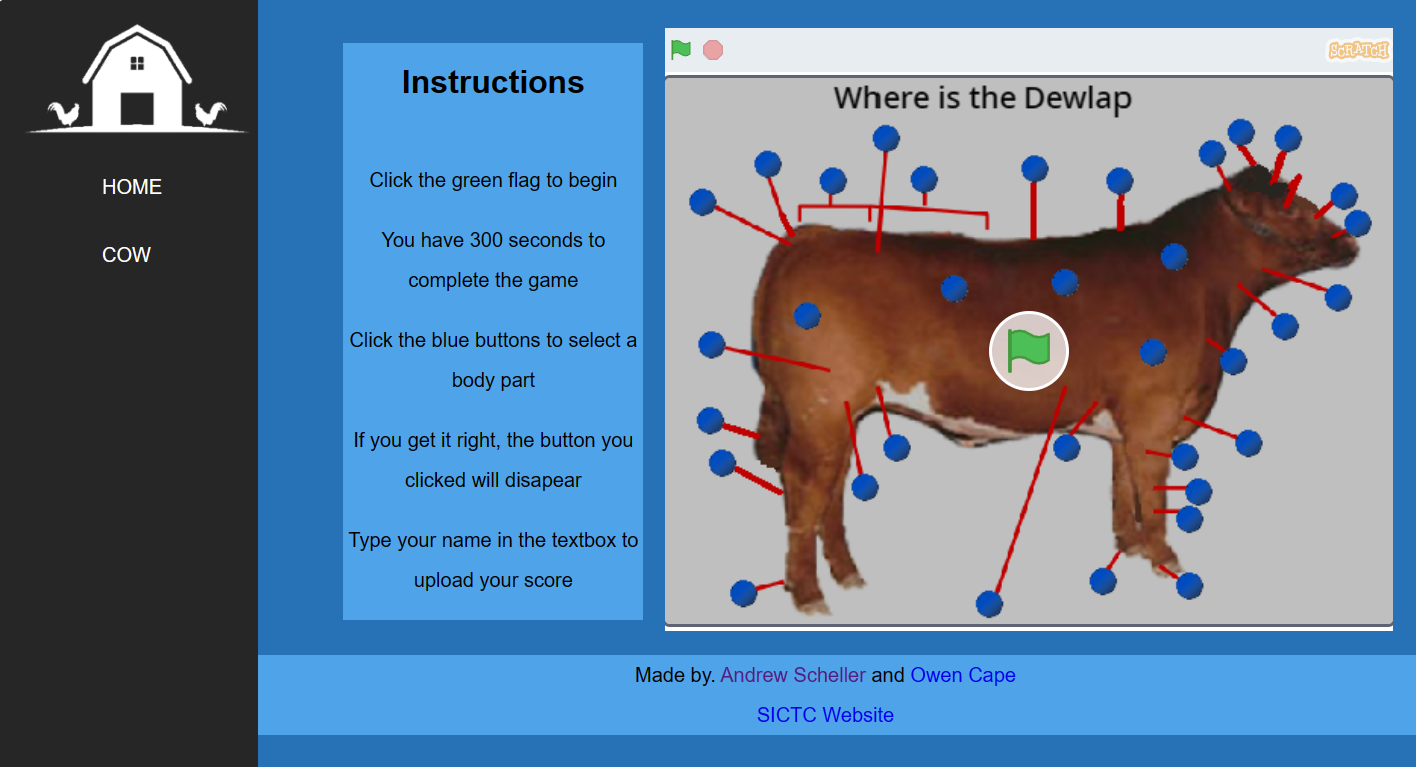 HOME
COW
Instructions
Click the green flag to begin
You have 300 seconds to
complete the game
Click the blue buttons to select a
body part
If you get it right, the button you
clicked will disapear
Type your name in the textbox to
upload your score
SCRATCH
Where is the Dewlap
Made by. Andrew Scheller and Owen Cape
SICTC Website